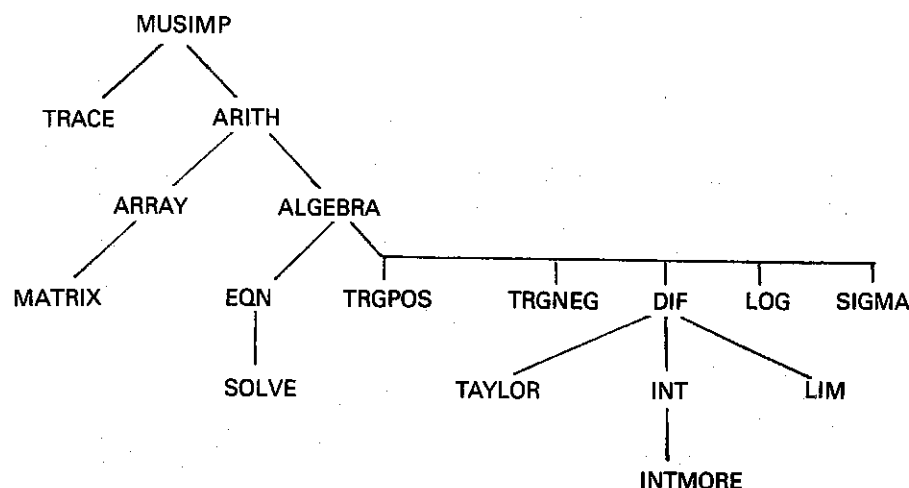 MUSIMP
TRACE ARITH
ARRAY ALGEBRA
MATRIX EQN TRGPOS TRGNEG DIF LOG SIGMA
SOLVE TAYLOR INT LIM
INTMORE